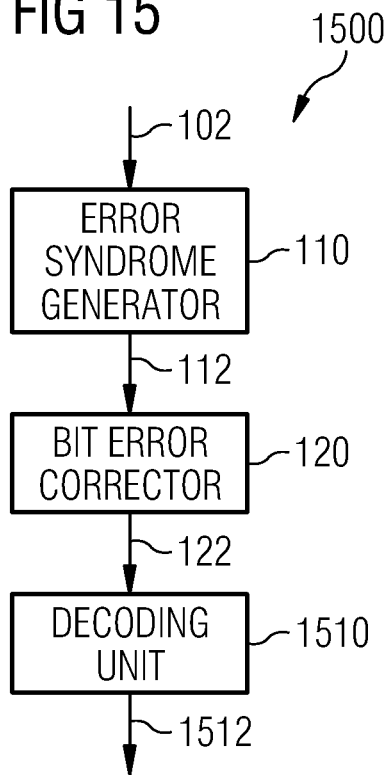 FIG 15
1500
102
ERROR
SYNDROME
GENERATOR
110
112
BIT ERROR
CORRECTOR
120
122
DECODING
UNIT
1510
1512